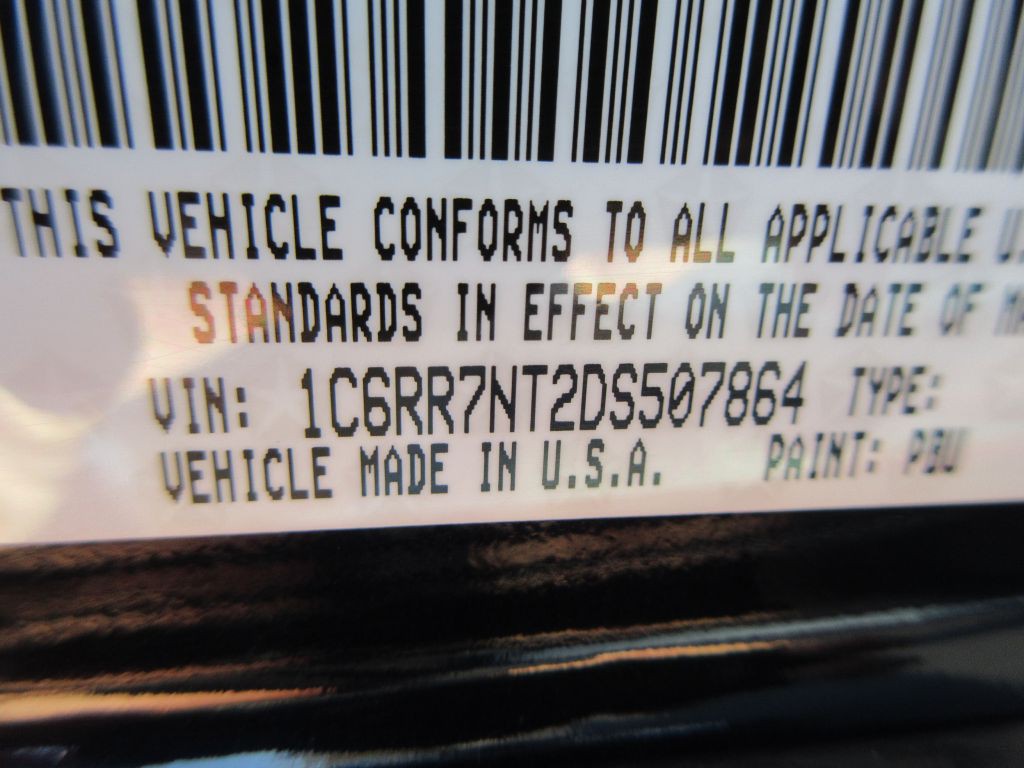 THIS VEHICLE CONFORMS TO ALL APPLICABLE U.
STANDARDS IN EFFECT ON THE DATE OF MA
VIN: 1C6RR7NT2DS507864 TYPE:
VEHICLE MADE IN U.S.A. PAINT: PBU